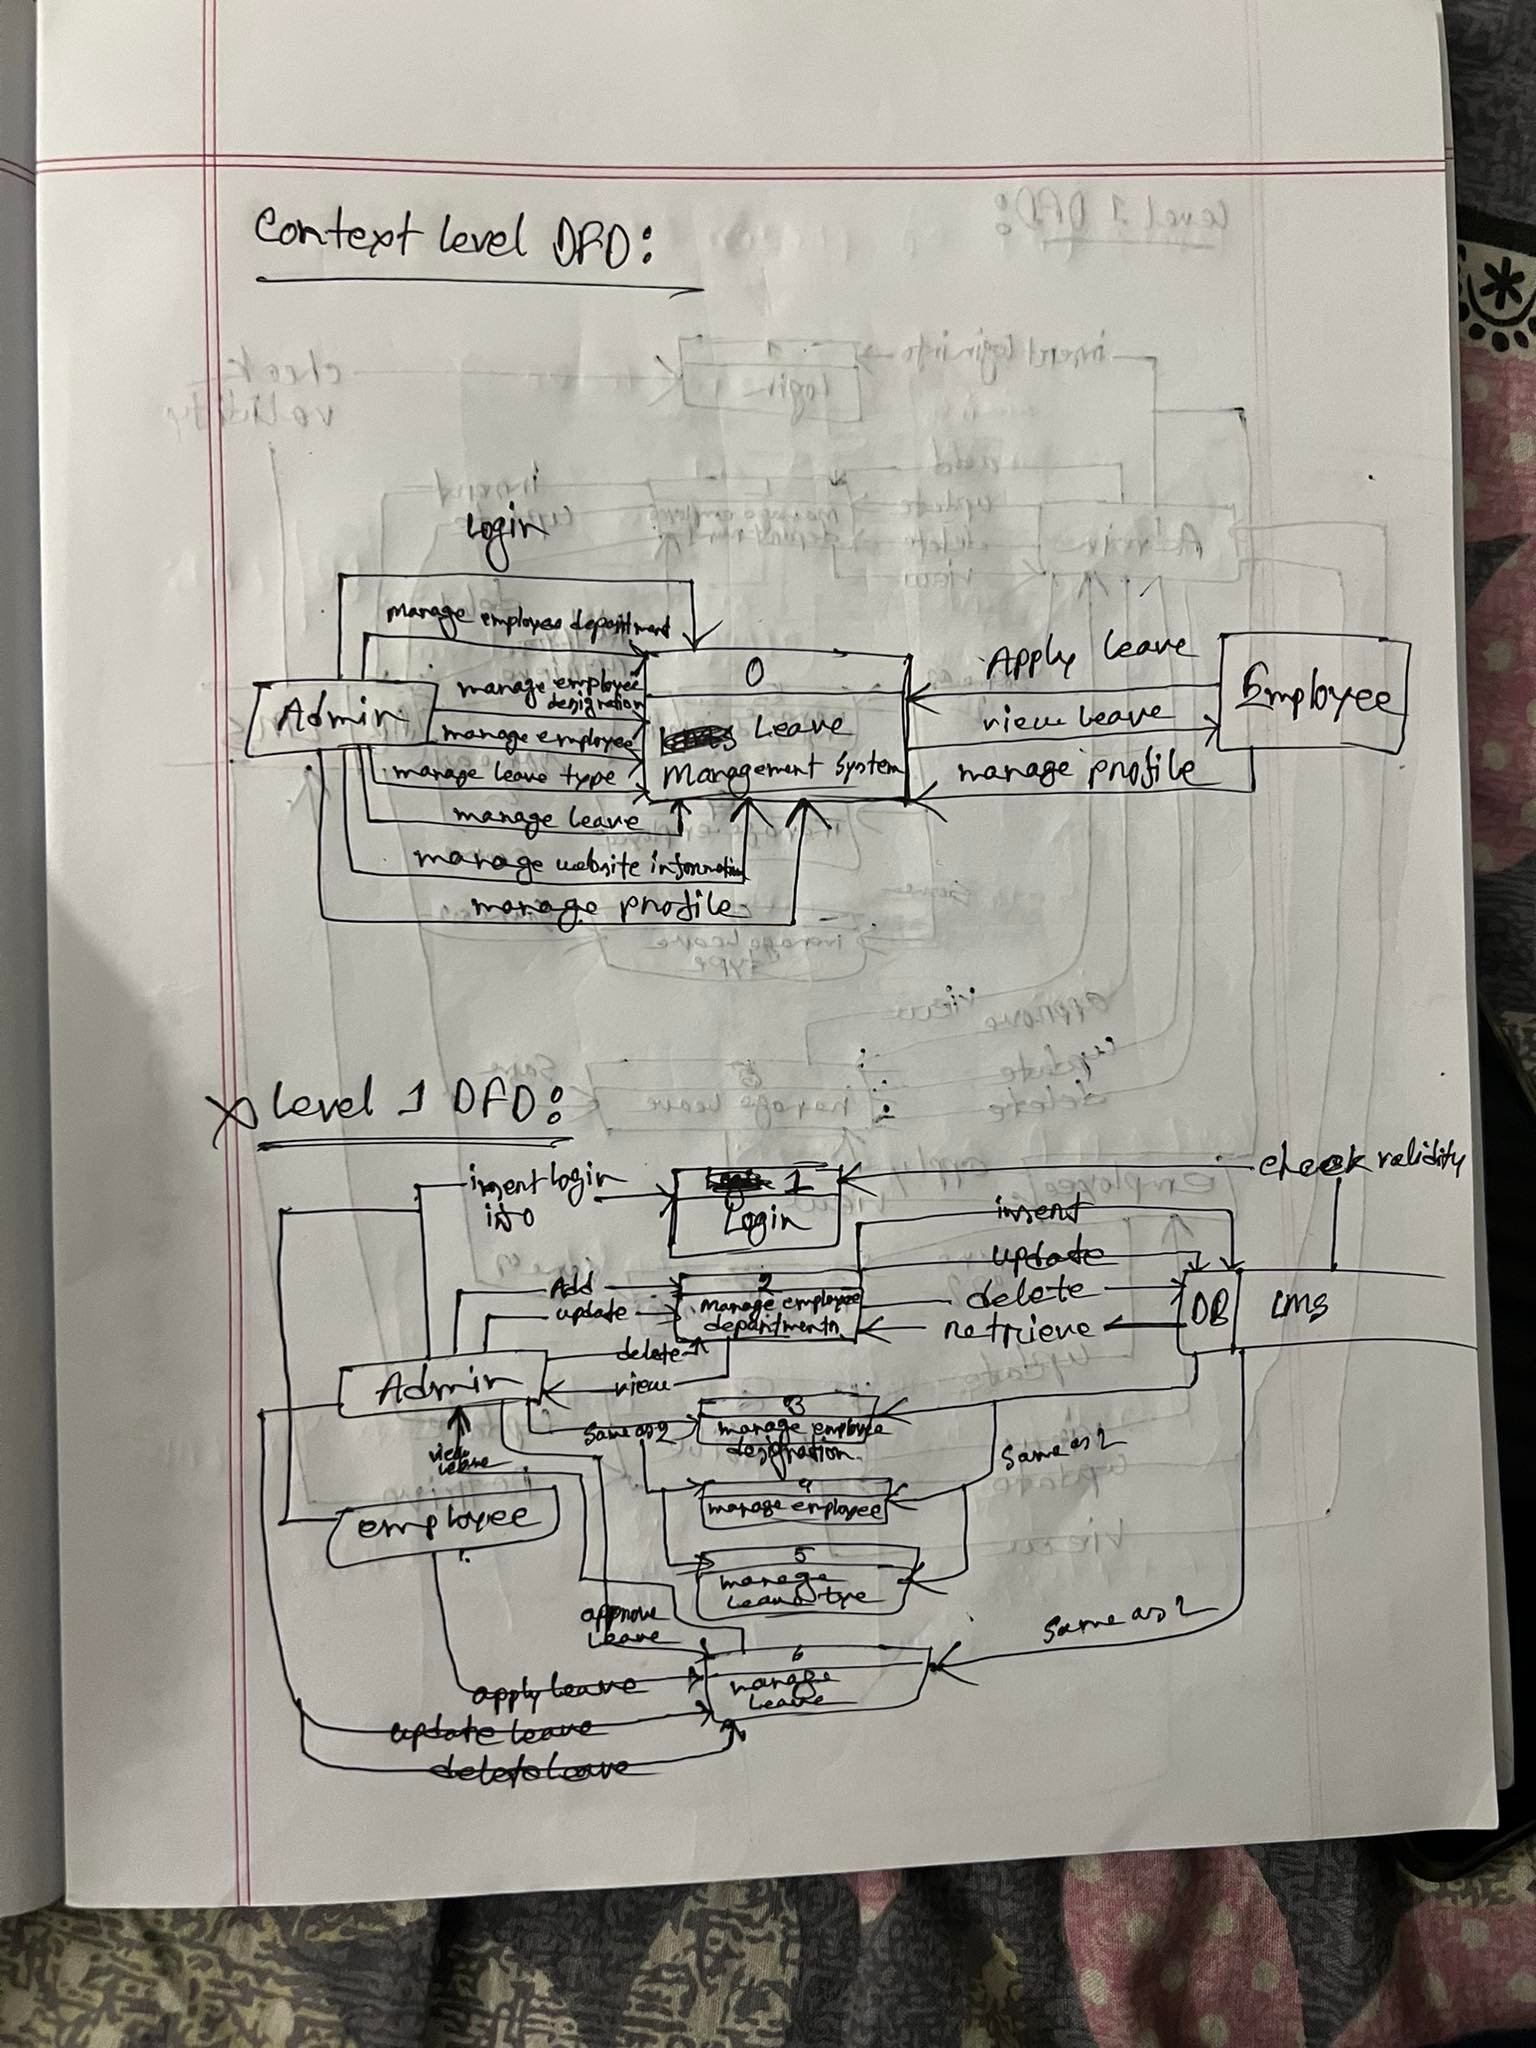 Context Level DFD:
Login
Manage employee department
manage employee
designation
manage employee
manage leave type
manage leave
manage website information
manage profile
Admin
0
Leave
Management System
Apply Leave
view leave
manage profile
Employee
X Level 1 DFD:
insert login
info
1
Login
check validity
Add
update
delete
view
2
Manage employee
departments
insert
update
delete
retrieve
DB
LMS
Admin
view
leave
employee
Same as 2
3
manage employee
designation
4
manage employee
5
manage
leave type
Same as 2
approve
leave
apply leave
update leave
delete leave
6
manage
leave
Same as 2